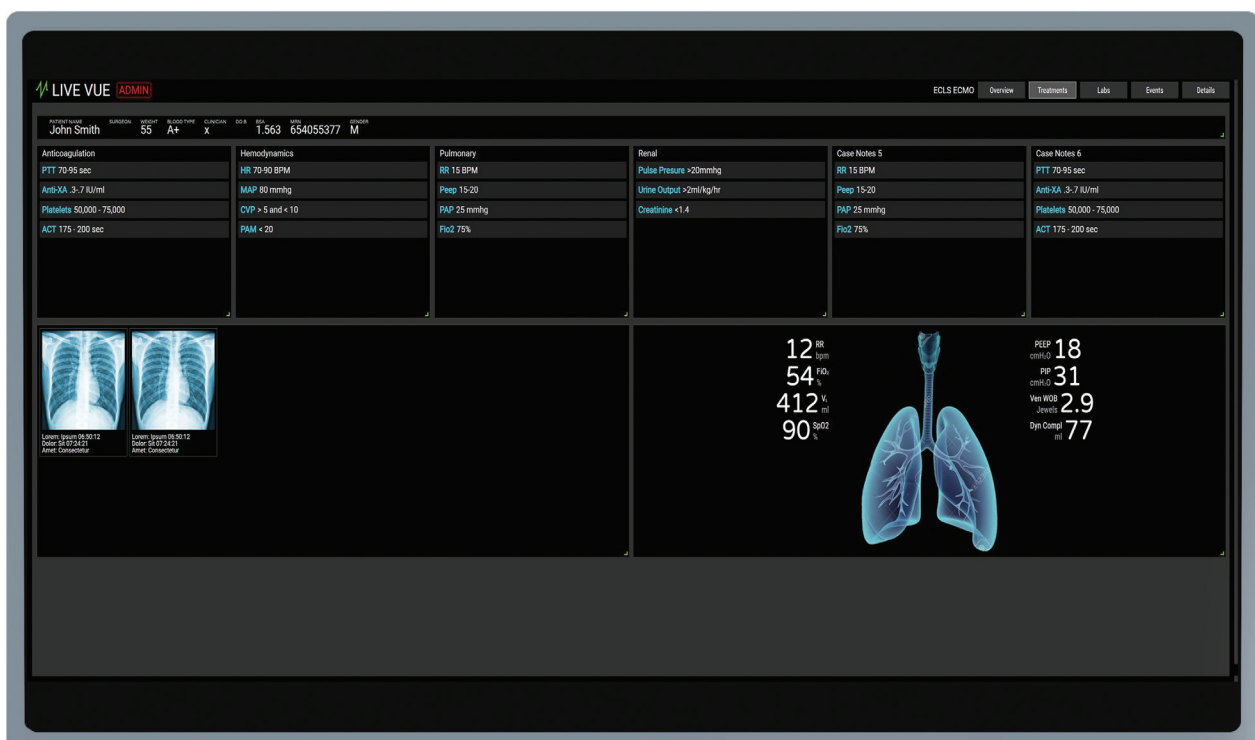 LIVE VUE ADMIN
ECLS ECMO Overview Treatments Labs Events Details
PATIENT NAME SURGEON WEIGHT BLOOD TYPE CLINICIAN DO.B BSA MRN GENDER
John Smith 55 A+ x 1.563 654055377 M
Anticoagulation
PTT 70-95 sec
Anti-XA .3-.7 IU/ml
Platelets 50,000 - 75,000
ACT 175 - 200 sec
Hemodynamics
HR 70-90 BPM
MAP 80 mmhg
CVP > 5 and < 10
PAM < 20
Pulmonary
RR 15 BPM
Peep 15-20
PAP 25 mmhg
Fio2 75%
Renal
Pulse Presure >20mmhg
Urine Output >2ml/kg/hr
Creatinine <1.4
Case Notes 5
RR 15 BPM
Peep 15-20
PAP 25 mmhg
Fio2 75%
Case Notes 6
PTT 70-95 sec
Anti-XA .3-.7 IU/ml
Platelets 50,000 - 75,000
ACT 175 - 200 sec
Lorem: Ipsum 06:50:12
Dolor: Sit 07:24:21
Amet: Consectetur
Lorem: Ipsum 06:50:12
Dolor: Sit 07:24:21
Amet: Consectetur
12 RR bpm
54 FiO₂ %
412 Vₜ ml
90 SpO2 %
PEEP cmH₂O 18
PIP cmH₂O 31
Ven WOB Jewels 2.9
Dyn Compl ml 77